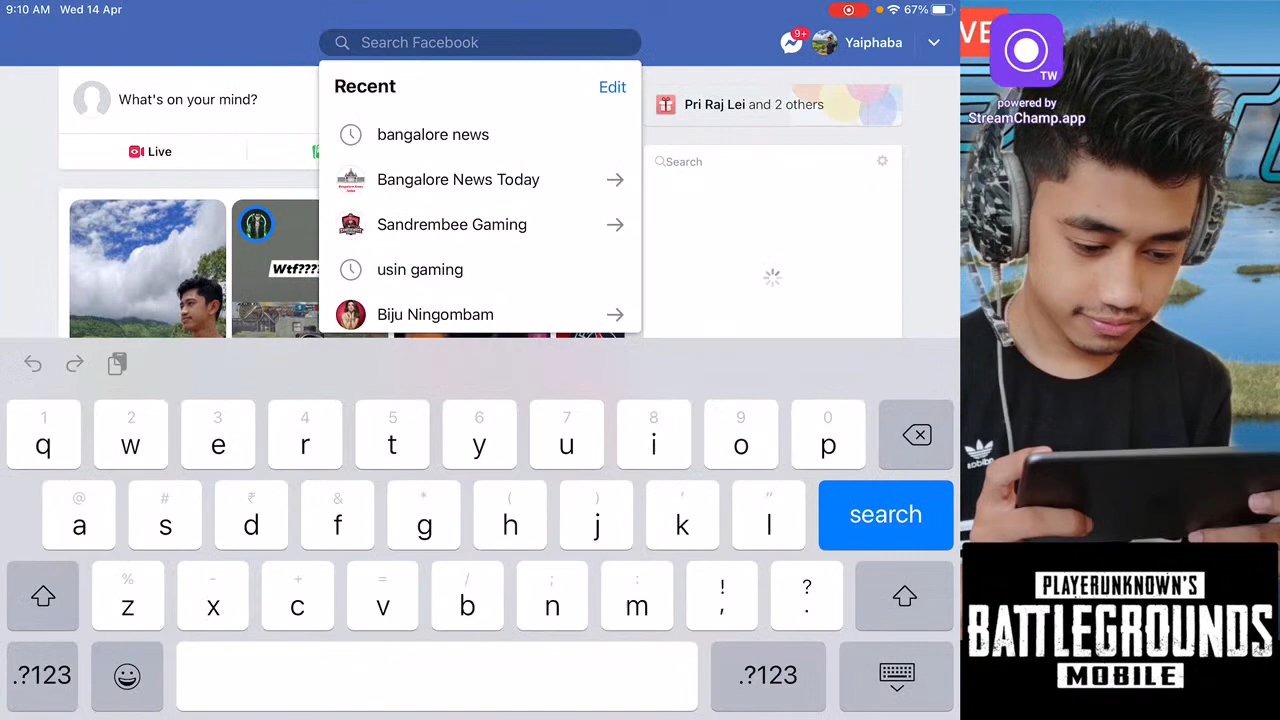 9:10 AM Wed 14 Apr
67%
Search Facebook
9+
Yaiphaba
What's on your mind?
Live
Recent
Edit
bangalore news
Bangalore News Today
Sandrembee Gaming
usin gaming
Biju Ningombam
Pri Raj Lei and 2 others
Search
Wtf????
1 2 3 4 5 6 7 8 9 0
q w e r t y u i o p
@ # ₹ & * ( ) ' "
a s d f g h j k l
search
% - + = / ; : ! ?
z x c v b n m , .
.?123
.?123
TW
powered by
StreamChamp.app
adidas
PLAYERUNKNOWN'S
BATTLEGROUNDS
MOBILE